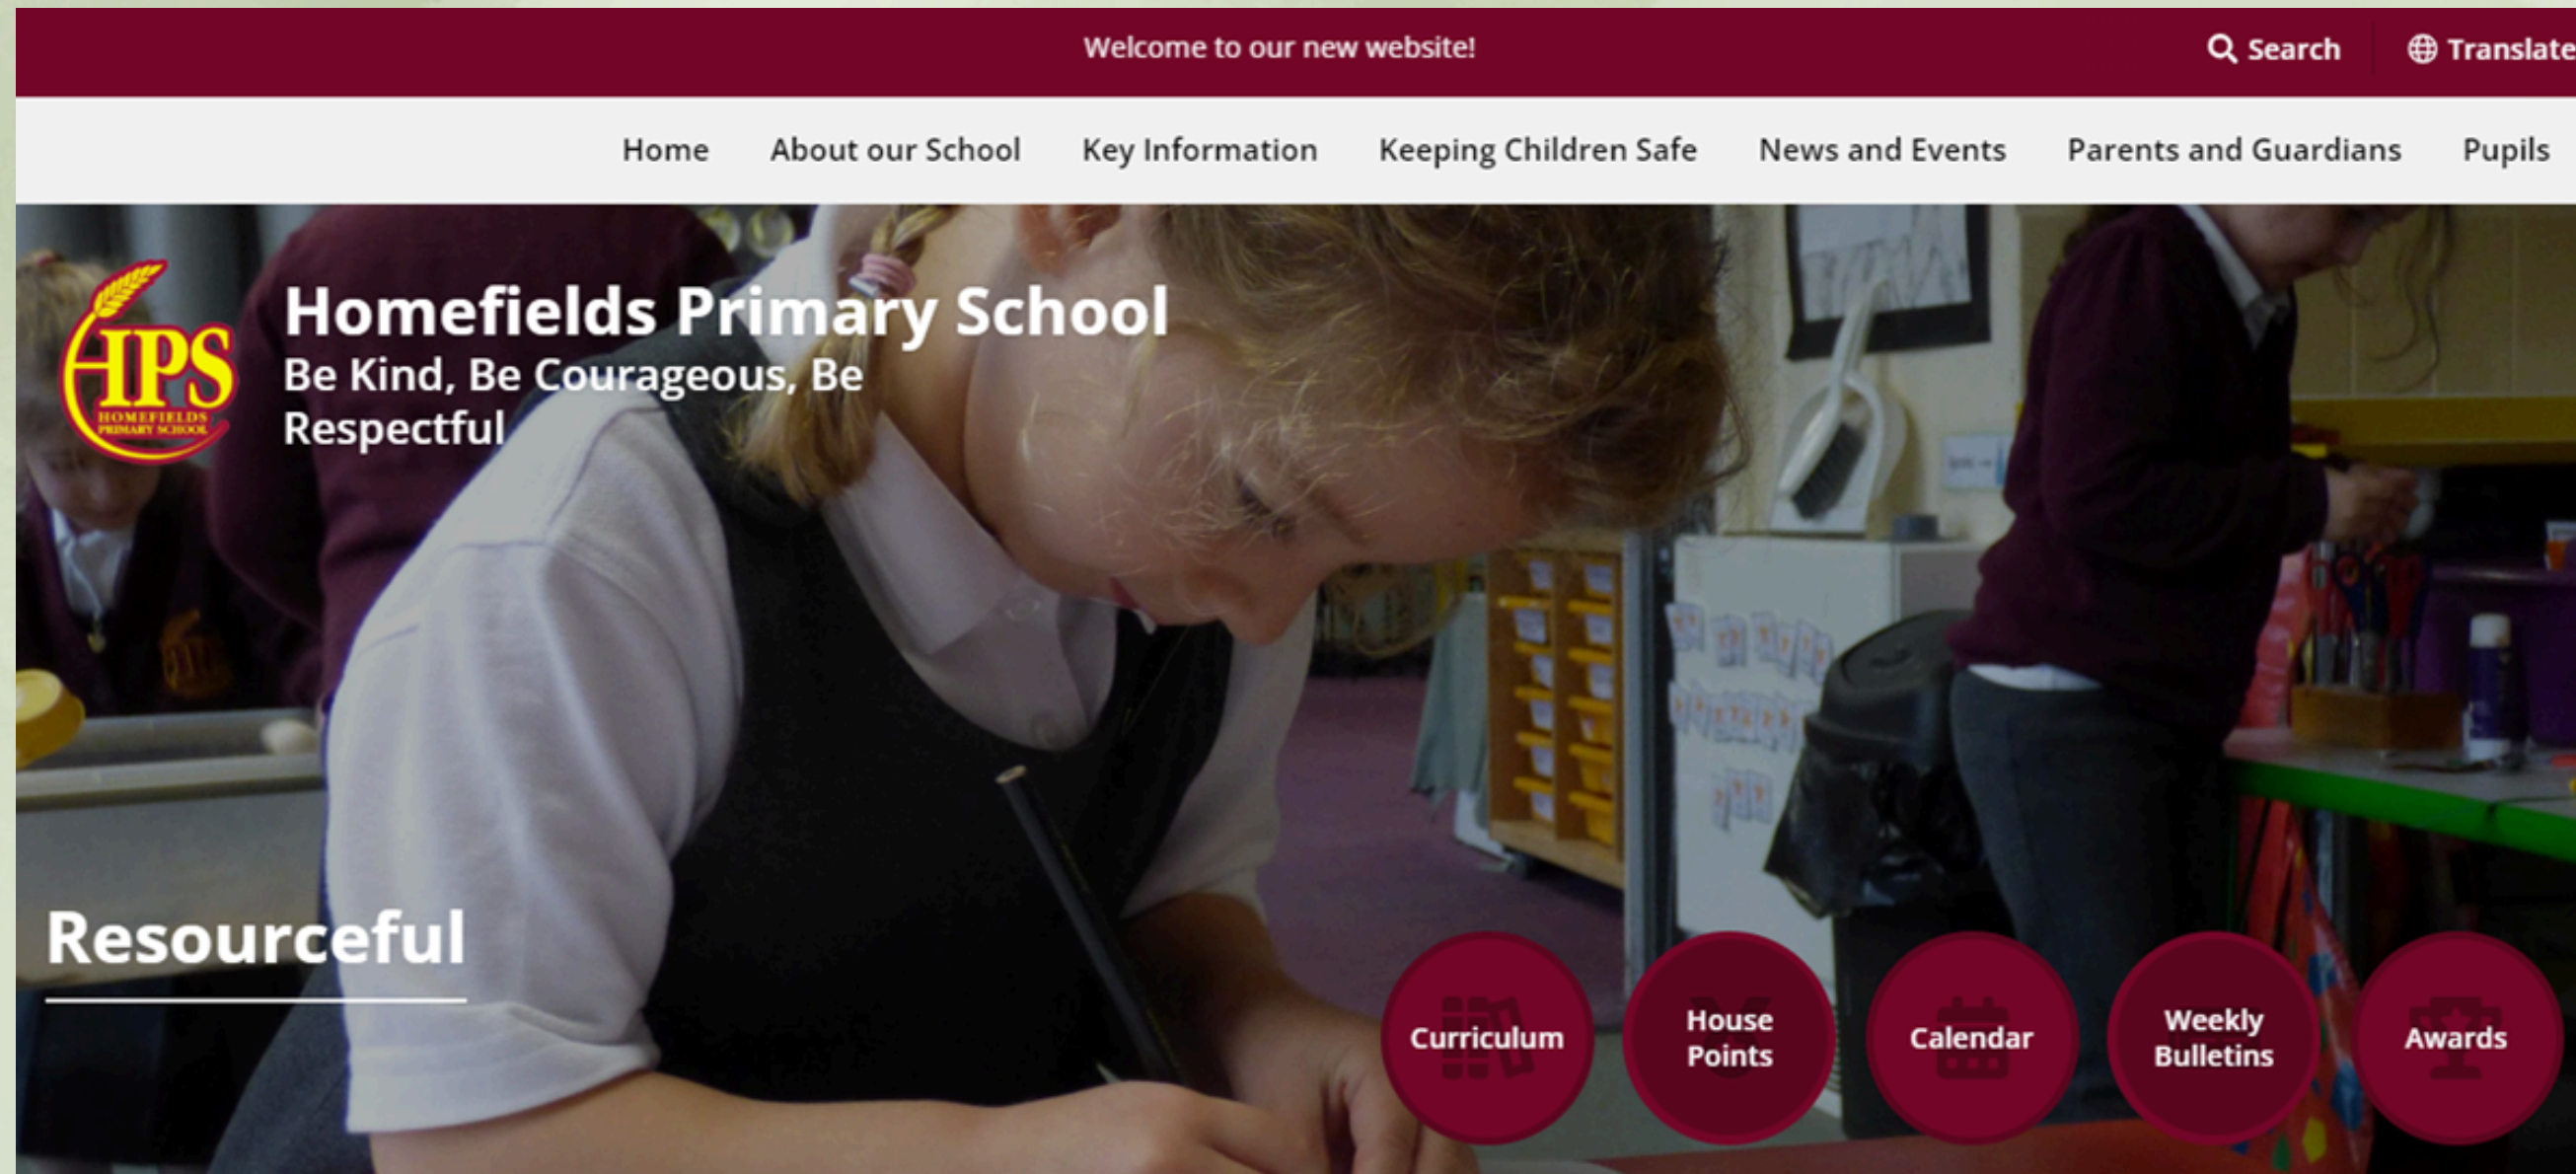 Welcome to our new website!
Search
Translate
Home
About our School
Key Information
Keeping Children Safe
News and Events
Parents and Guardians
Pupils
HPS
HOMEFIELDS
PRIMARY SCHOOL
Homefields Primary School
Be Kind, Be Courageous, Be
Respectful
Resourceful
Curriculum
House
Points
Calendar
Weekly
Bulletins
Awards